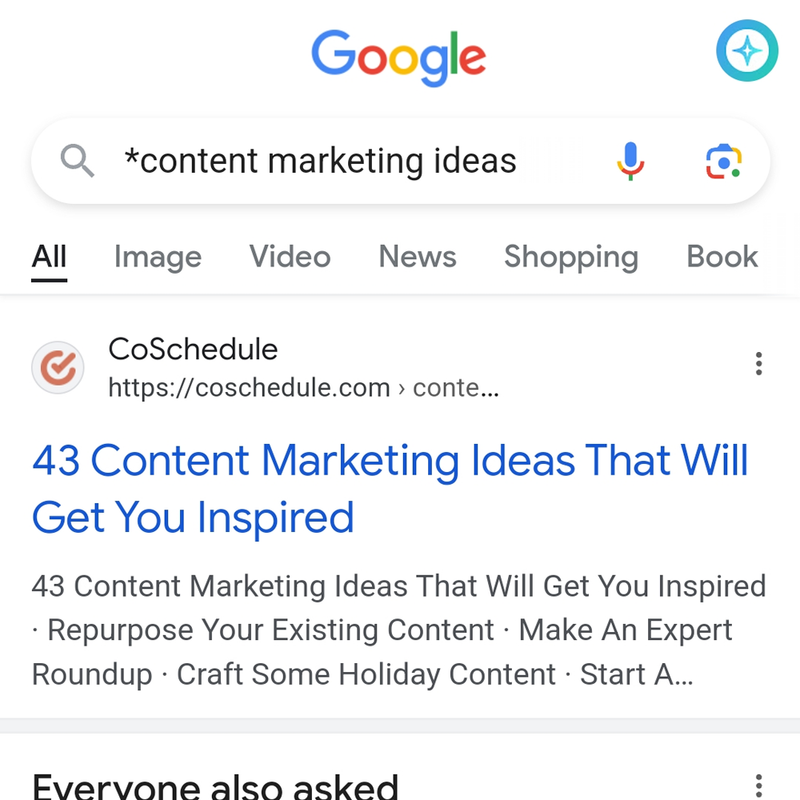 Google
*content marketing ideas
All Image Video News Shopping Book
CoSchedule
https://coschedule.com › conte...
43 Content Marketing Ideas That Will
Get You Inspired
43 Content Marketing Ideas That Will Get You Inspired
· Repurpose Your Existing Content · Make An Expert
Roundup · Craft Some Holiday Content · Start A...
Everyone also asked